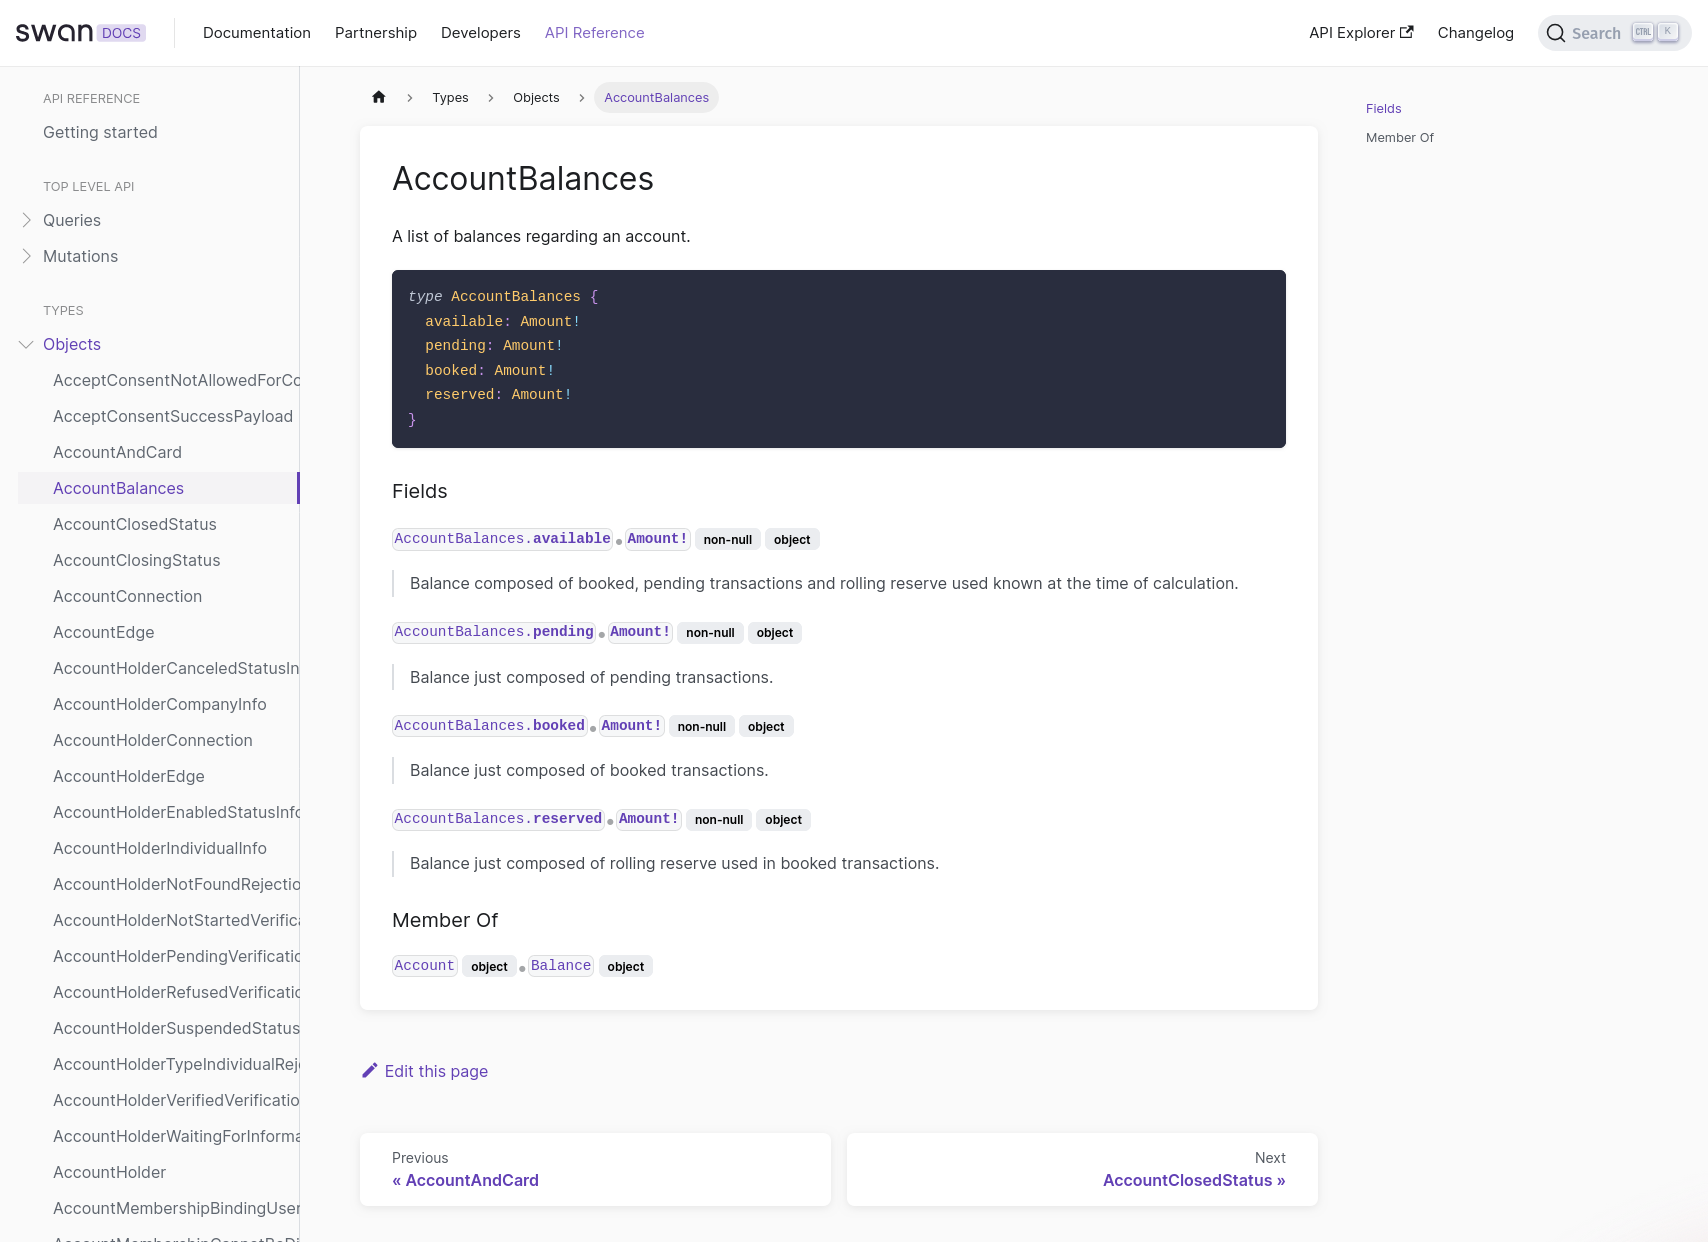 swan DOCS
Documentation
Partnership
Developers
API Reference
API Explorer
Changelog
Search CTRL K
API REFERENCE
Getting started
TOP LEVEL API
Queries
Mutations
TYPES
Objects
AcceptConsentNotAllowedForCo
AcceptConsentSuccessPayload
AccountAndCard
AccountBalances
AccountClosedStatus
AccountClosingStatus
AccountConnection
AccountEdge
AccountHolderCanceledStatusIn
AccountHolderCompanyInfo
AccountHolderConnection
AccountHolderEdge
AccountHolderEnabledStatusInfo
AccountHolderIndividualInfo
AccountHolderNotFoundRejectio
AccountHolderNotStartedVerifica
AccountHolderPendingVerificatio
AccountHolderRefusedVerificatio
AccountHolderSuspendedStatus
AccountHolderTypeIndividualReje
AccountHolderVerifiedVerificatio
AccountHolderWaitingForInforma
AccountHolder
AccountMembershipBindingUser
Types
Objects
AccountBalances
AccountBalances
A list of balances regarding an account.
type AccountBalances {
available: Amount!
pending: Amount!
booked: Amount!
reserved: Amount!
}
Fields
AccountBalances.available ● Amount! non-null object
Balance composed of booked, pending transactions and rolling reserve used known at the time of calculation.
AccountBalances.pending ● Amount! non-null object
Balance just composed of pending transactions.
AccountBalances.booked ● Amount! non-null object
Balance just composed of booked transactions.
AccountBalances.reserved ● Amount! non-null object
Balance just composed of rolling reserve used in booked transactions.
Member Of
Account object ● Balance object
Edit this page
Previous
« AccountAndCard
Next
AccountClosedStatus »
Fields
Member Of